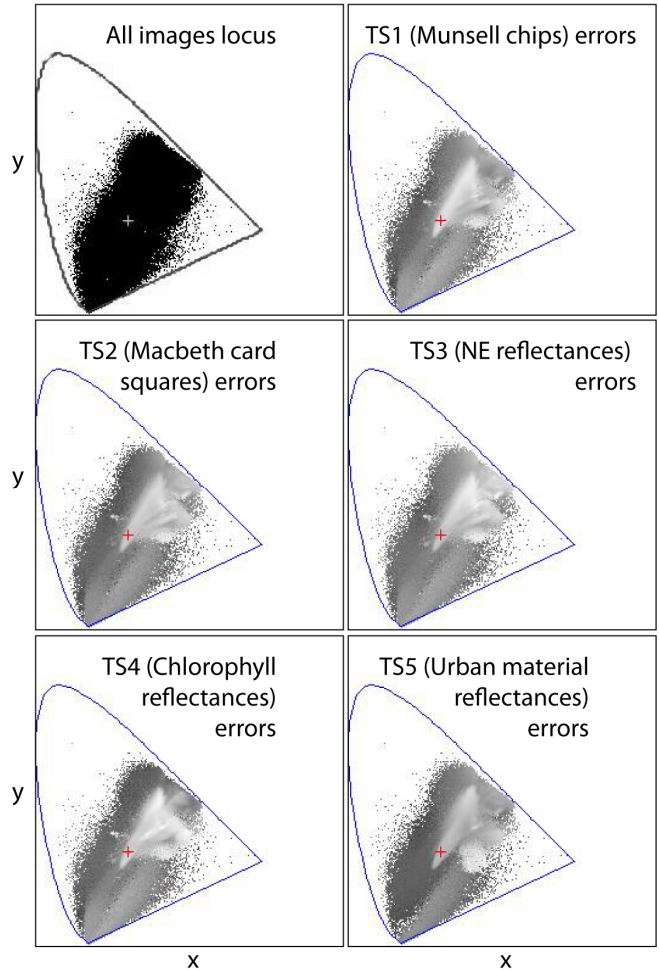 All images locus
TS1 (Munsell chips) errors
y
TS2 (Macbeth card
squares) errors
TS3 (NE reflectances)
errors
y
TS4 (Chlorophyll
reflectances)
errors
TS5 (Urban material
reflectances)
errors
y
x
x